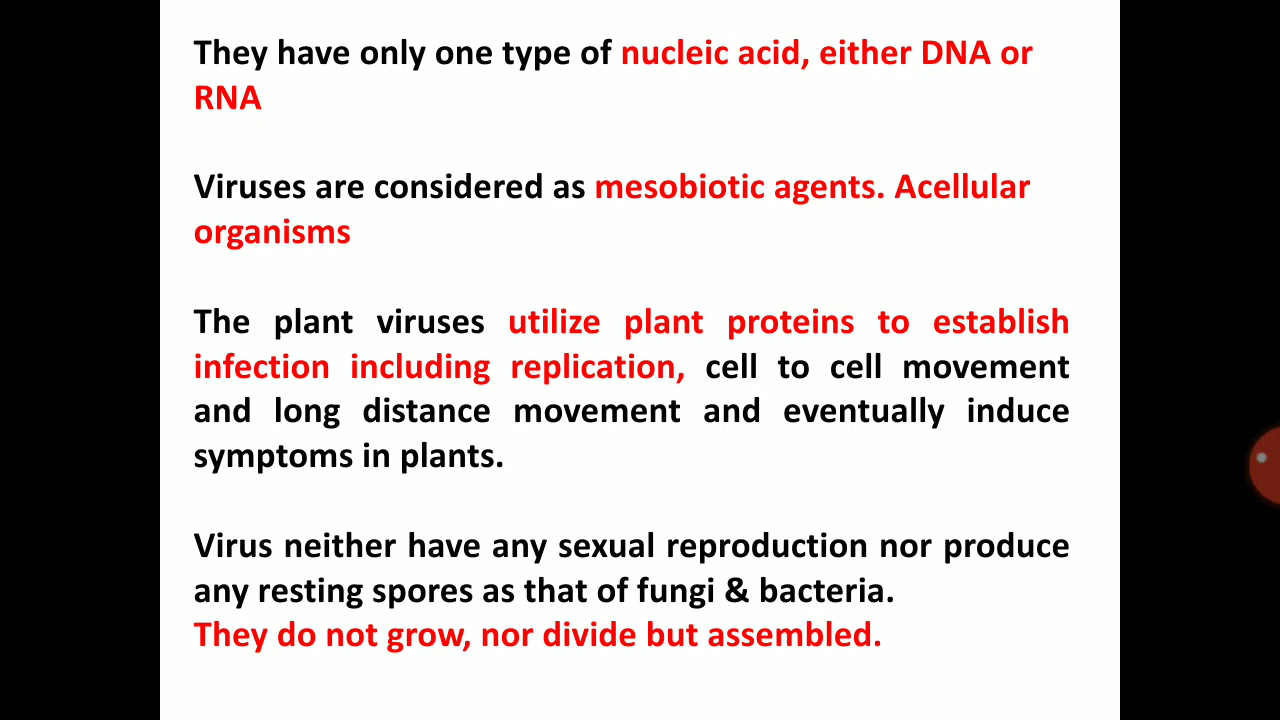 They have only one type of nucleic acid, either DNA or
RNA
Viruses are considered as mesobiotic agents. Acellular
organisms
The plant viruses utilize plant proteins to establish
infection including replication, cell to cell movement
and long distance movement and eventually induce
symptoms in plants.
Virus neither have any sexual reproduction nor produce
any resting spores as that of fungi & bacteria.
They do not grow, nor divide but assembled.